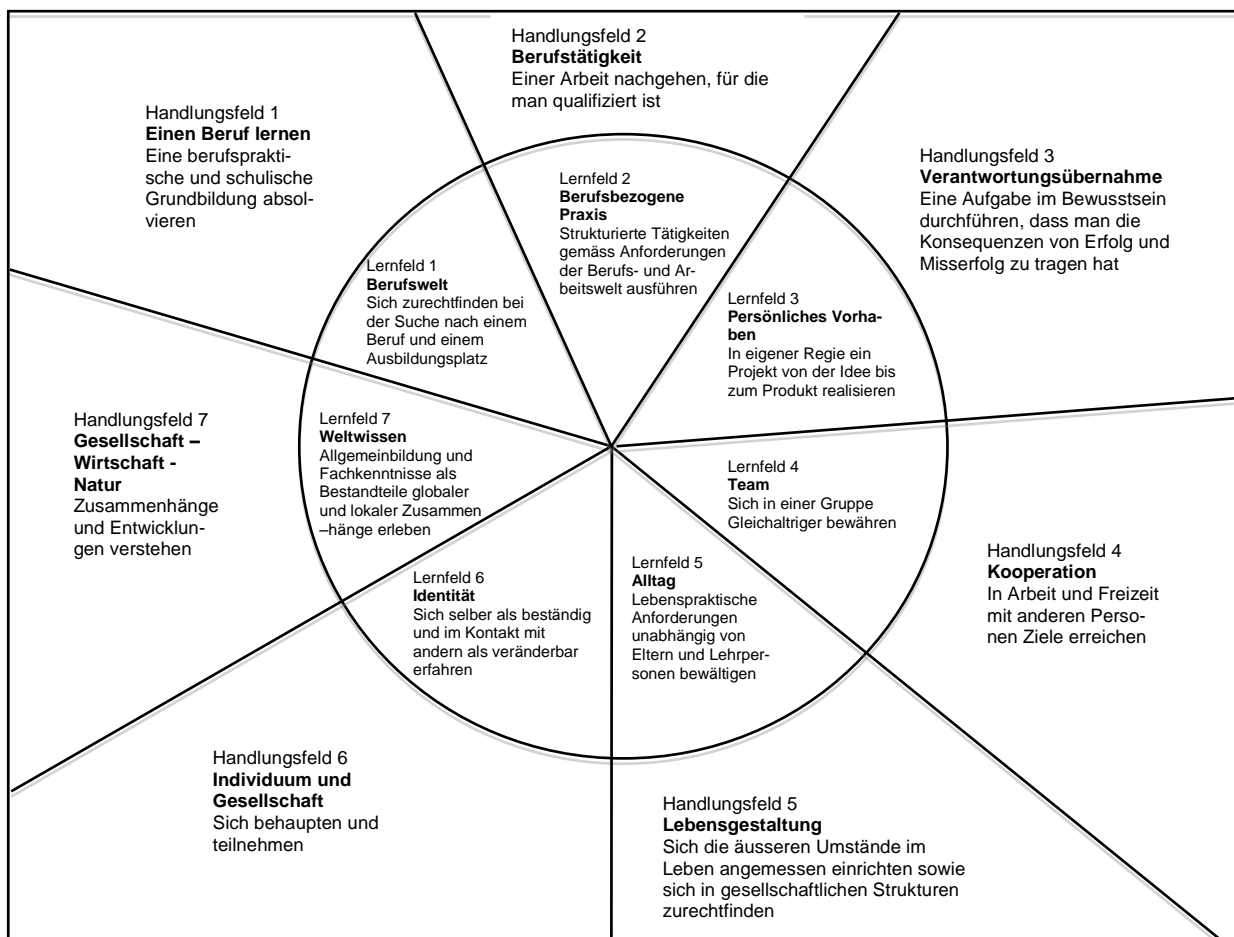 Handlungsfeld 1
Einen Beruf lernen
Eine berufsprakti-
sche und schulische
Grundbildung absol-
vieren
Handlungsfeld 2
Berufstätigkeit
Einer Arbeit nachgehen, für die
man qualifiziert ist
Handlungsfeld 3
Verantwortungsübernahme
Eine Aufgabe im Bewusstsein
durchführen, dass man die
Konsequenzen von Erfolg und
Misserfolg zu tragen hat
Lernfeld 1
Berufswelt
Sich zurechtfinden bei
der Suche nach einem
Beruf und einem
Ausbildungsplatz
Lernfeld 2
Berufsbezogene
Praxis
Strukturierte Tätigkeiten
gemäss Anforderungen
der Berufs- und Ar-
beitswelt ausführen
Lernfeld 3
Persönliches Vorha-
ben
In eigener Regie ein
Projekt von der Idee bis
zum Produkt realisieren
Handlungsfeld 7
Gesellschaft –
Wirtschaft -
Natur
Zusammenhänge
und Entwicklun-
gen verstehen
Lernfeld 7
Weltwissen
Allgemeinbildung und
Fachkenntnisse als
Bestandteile globaler
und lokaler Zusammen
–hänge erleben
Lernfeld 4
Team
Sich in einer Gruppe
Gleichaltriger bewähren
Handlungsfeld 4
Kooperation
In Arbeit und Freizeit
mit anderen Perso-
nen Ziele erreichen
Lernfeld 6
Identität
Sich selber als beständig
und im Kontakt mit
andern als veränderbar
erfahren
Lernfeld 5
Alltag
Lebenspraktische
Anforderungen
unabhängig von
Eltern und Lehrper-
sonen bewältigen
Handlungsfeld 6
Individuum und
Gesellschaft
Sich behaupten und
teilnehmen
Handlungsfeld 5
Lebensgestaltung
Sich die äusseren Umstände im
Leben angemessen einrichten sowie
sich in gesellschaftlichen Strukturen
zurechtfinden